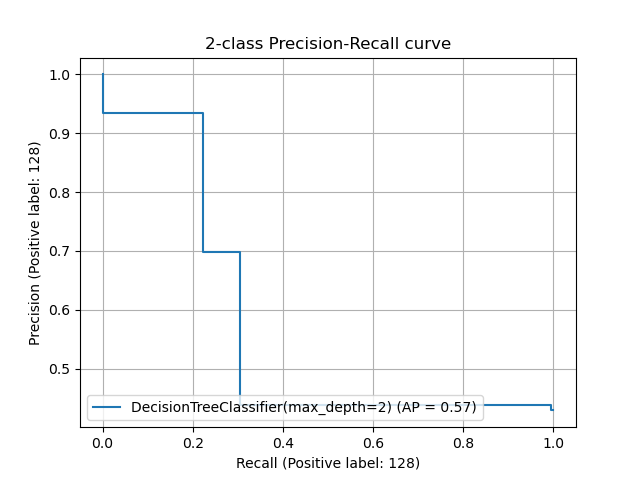 2-class Precision-Recall curve
1.0
0.9
0.8
0.7
0.6
0.5
Precision (Positive label: 128)
DecisionTreeClassifier(max_depth=2) (AP = 0.57)
0.0 0.2 0.4 0.6 0.8 1.0
Recall (Positive label: 128)